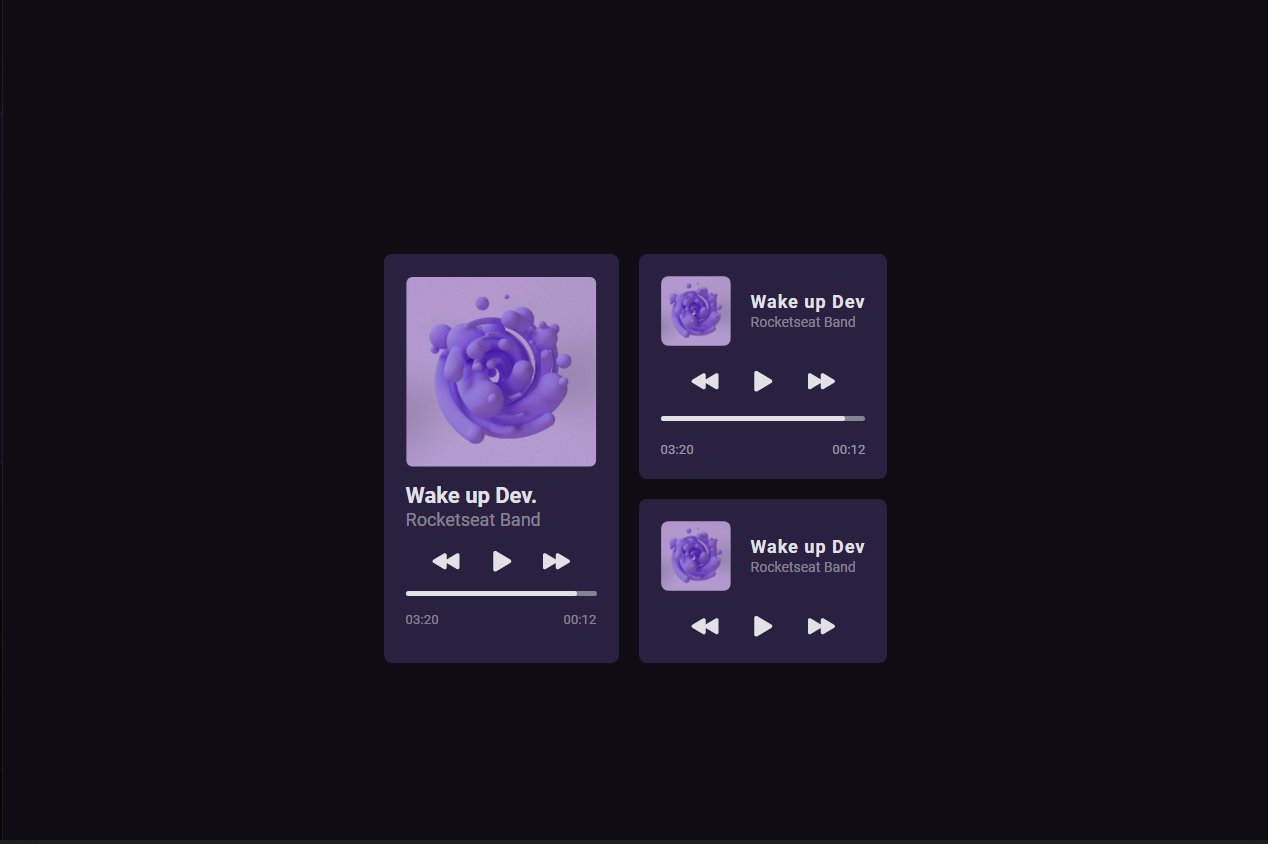 Wake up Dev.
Rocketseat Band
03:20 00:12
Wake up Dev
Rocketseat Band
03:20 00:12
Wake up Dev
Rocketseat Band